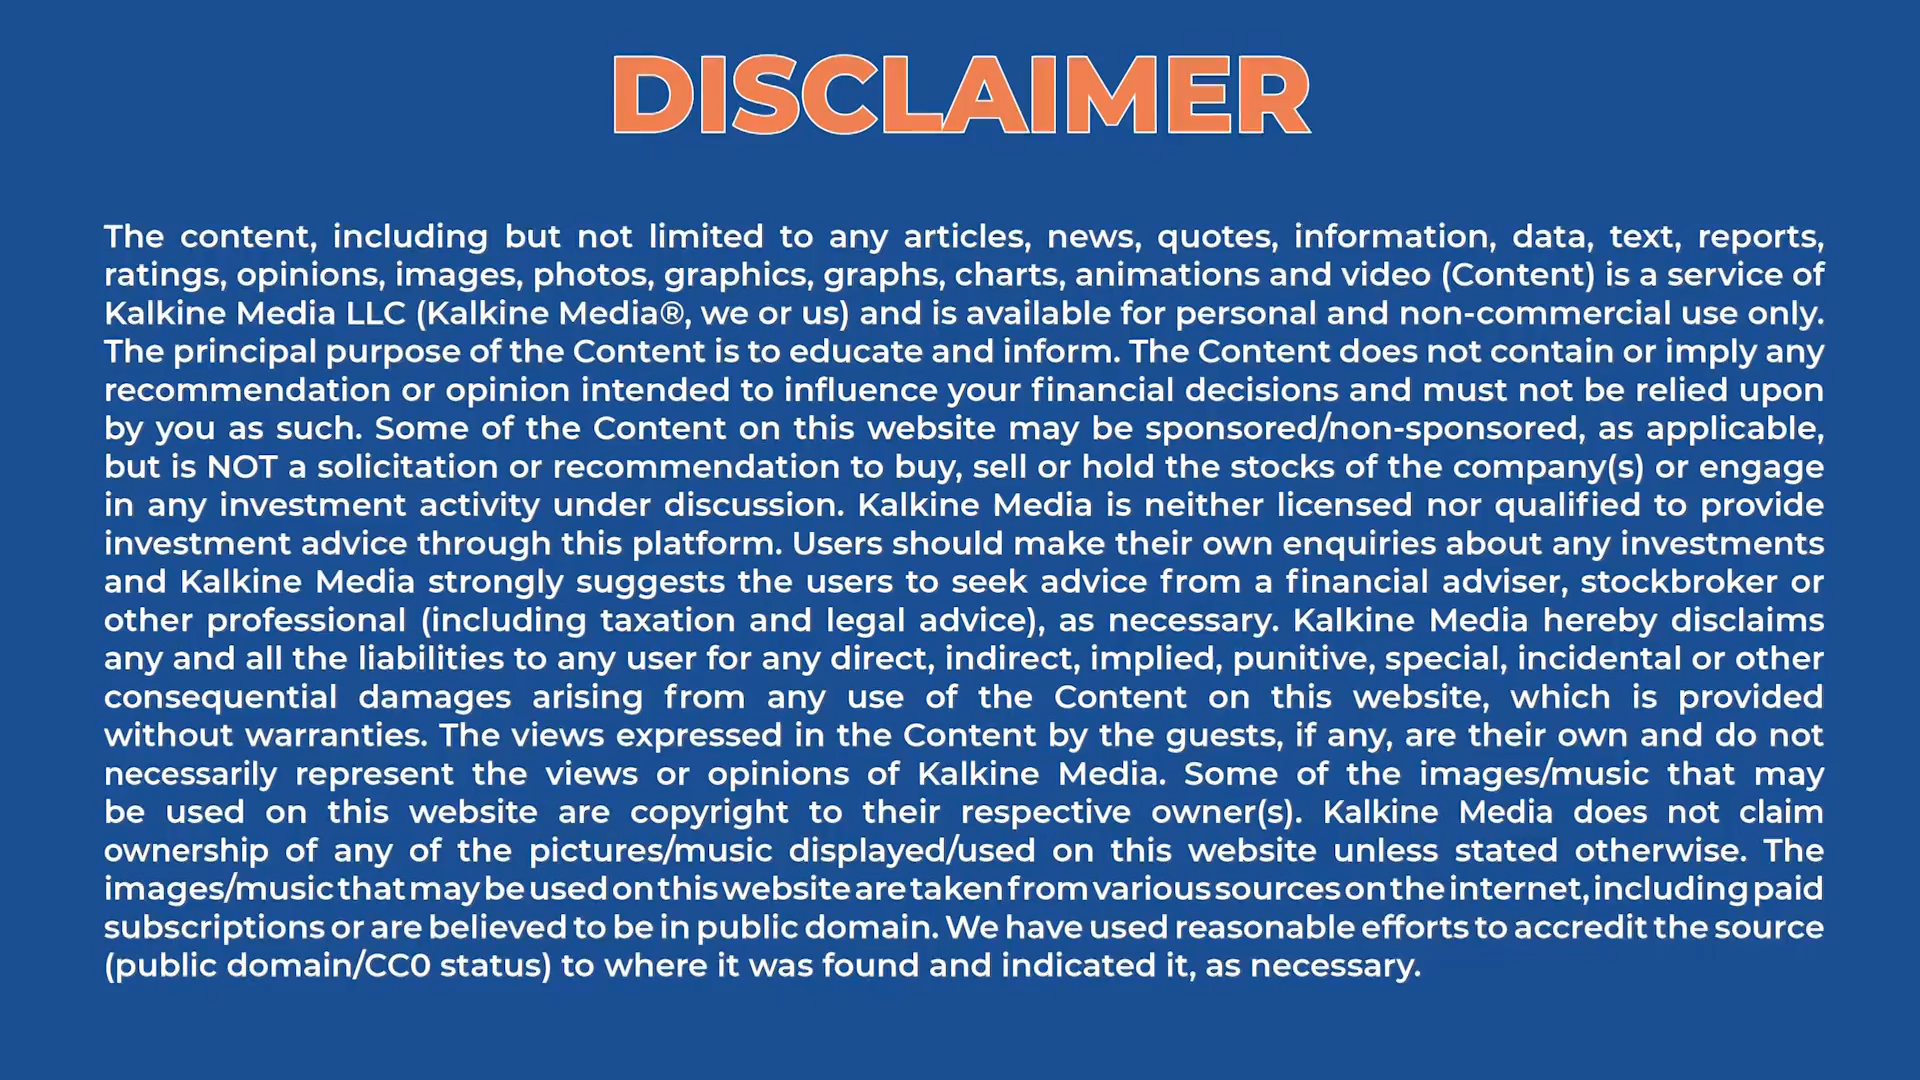 DISCLAIMER
The content, including but not limited to any articles, news, quotes, information, data, text, reports,
ratings, opinions, images, photos, graphics, graphs, charts, animations and video (Content) is a service of
Kalkine Media LLC (Kalkine Media®, we or us) and is available for personal and non-commercial use only.
The principal purpose of the Content is to educate and inform. The Content does not contain or imply any
recommendation or opinion intended to influence your financial decisions and must not be relied upon
by you as such. Some of the Content on this website may be sponsored/non-sponsored, as applicable,
but is NOT a solicitation or recommendation to buy, sell or hold the stocks of the company(s) or engage
in any investment activity under discussion. Kalkine Media is neither licensed nor qualified to provide
investment advice through this platform. Users should make their own enquiries about any investments
and Kalkine Media strongly suggests the users to seek advice from a financial adviser, stockbroker or
other professional (including taxation and legal advice), as necessary. Kalkine Media hereby disclaims
any and all the liabilities to any user for any direct, indirect, implied, punitive, special, incidental or other
consequential damages arising from any use of the Content on this website, which is provided
without warranties. The views expressed in the Content by the guests, if any, are their own and do not
necessarily represent the views or opinions of Kalkine Media. Some of the images/music that may
be used on this website are copyright to their respective owner(s). Kalkine Media does not claim
ownership of any of the pictures/music displayed/used on this website unless stated otherwise. The
images/music that may be used on this website are taken from various sources on the internet, including paid
subscriptions or are believed to be in public domain. We have used reasonable efforts to accredit the source
(public domain/CC0 status) to where it was found and indicated it, as necessary.